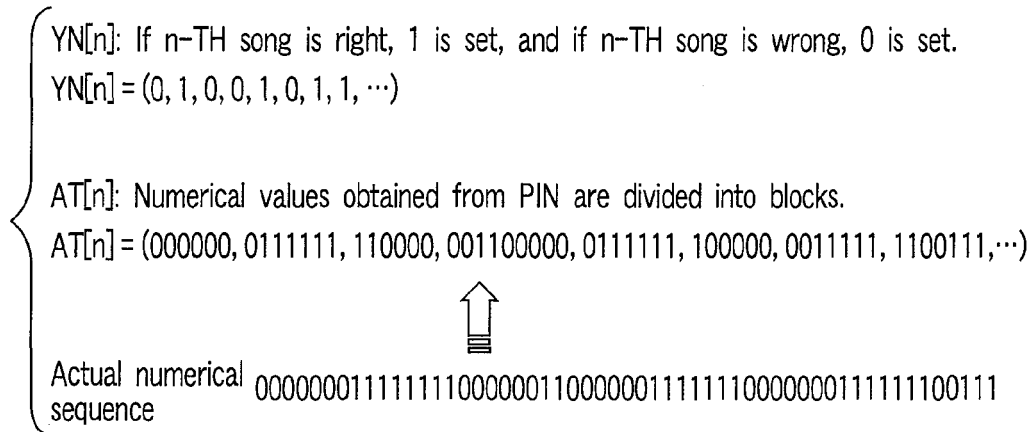 YN[n]: If n-TH song is right, 1 is set, and if n-TH song is wrong, 0 is set.
YN[n] = (0, 1, 0, 0, 1, 0, 1, 1, ⋯)
AT[n]: Numerical values obtained from PIN are divided into blocks.
AT[n] = (000000, 0111111, 110000, 001100000, 0111111, 100000, 0011111, 1100111,⋯)
Actual numerical 0000000111111110000001100000011111110000000111111100111
sequence